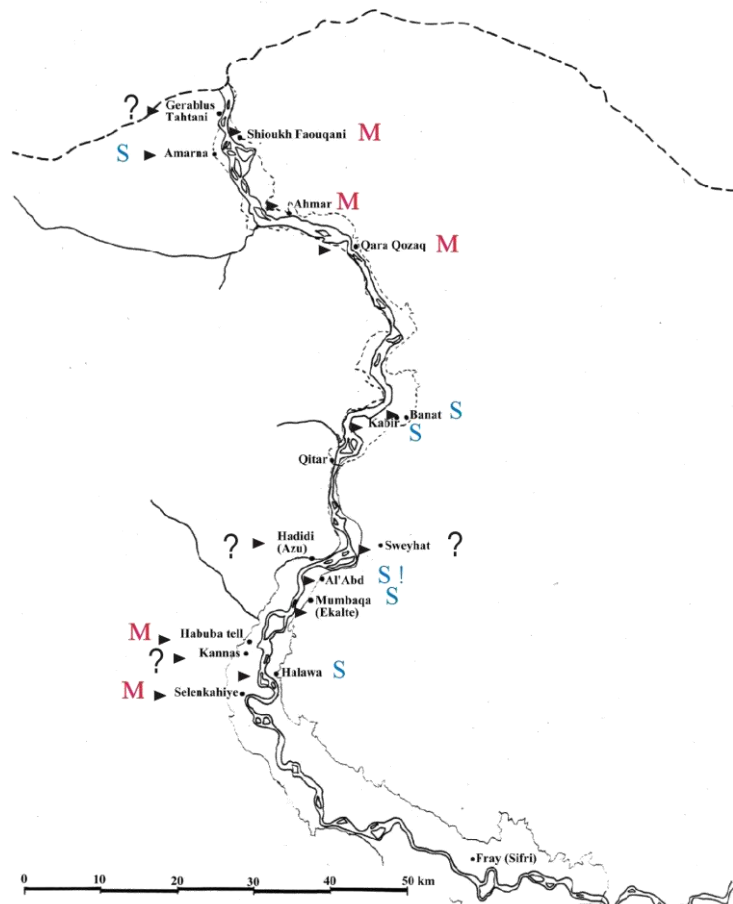 ? Gerablus
Tahtani
Shioukh Faouqani M
S Amarna
Ahmar M
Qara Qozaq M
Banat S
Kabir
S
Qitar
? Hadidi
(Azu)
Sweyhat ?
Al'Abd S !
Mumbaqa S
(Ekalte)
M Habuba tell
? Kannas
Halawa S
M Selenkahiye
Fray (Sifri)
0 10 20 30 40 50 km